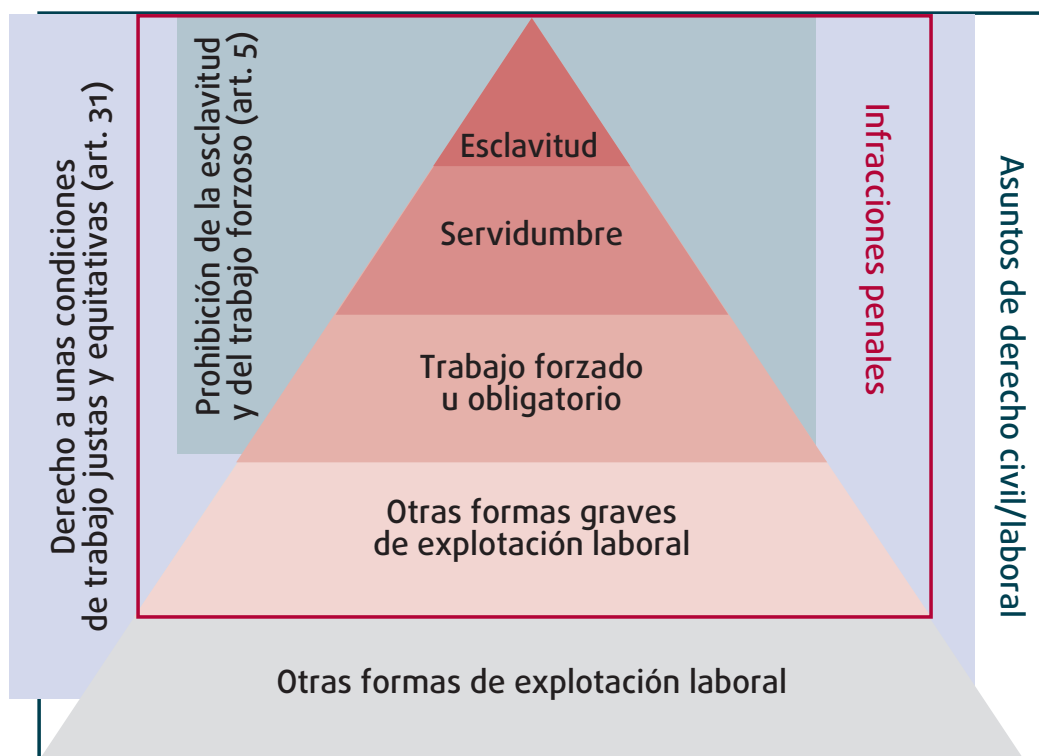 Derecho a unas condiciones
de trabajo justas y equitativas (art. 31)
Prohibición de la esclavitud
y del trabajo forzoso (art. 5)
Esclavitud
Servidumbre
Trabajo forzado
u obligatorio
Otras formas graves
de explotación laboral
Otras formas de explotación laboral
Infracciones penales
Asuntos de derecho civil/laboral